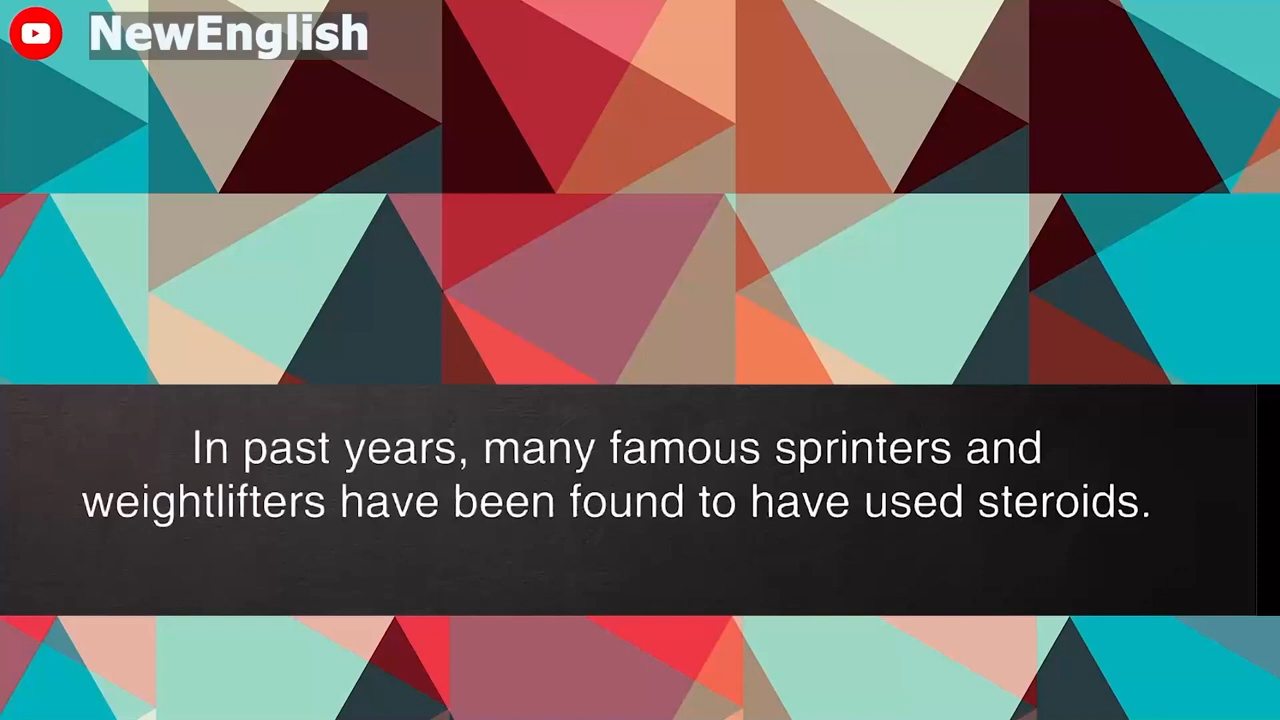 NewEnglish
In past years, many famous sprinters and
weightlifters have been found to have used steroids.